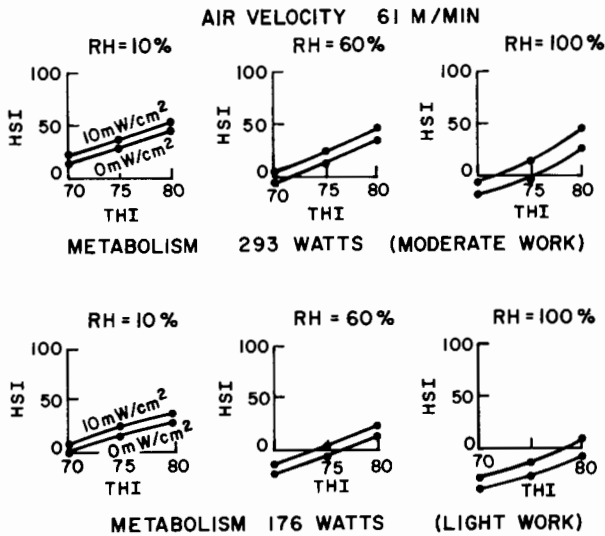 AIR VELOCITY 61 M/MIN
RH=10% RH=60% RH=100%
HSI 100 50 0 10mW/cm² 0mW/cm² 70 75 80 THI
HSI 100 50 0 70 75 80 THI
HSI 100 50 0 70 75 80 THI
METABOLISM 293 WATTS (MODERATE WORK)
RH=10% RH=60% RH=100%
HSI 100 50 0 10mW/cm² 0mW/cm² 70 75 80 THI
HSI 100 50 0 70 75 80 THI
HSI 100 50 0 70 75 80 THI
METABOLISM 176 WATTS (LIGHT WORK)